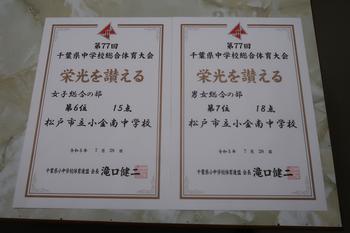 第77回
千葉県中学校総合体育大会
栄光を讃える
女子総合の部
第6位 15点
松戸市立小金南中学校
令和5年 7月 28日
千葉県小中学校体育連盟 会長 滝口健二
第77回
千葉県中学校総合体育大会
栄光を讃える
男女総合の部
第7位 18点
松戸市立小金南中学校
令和5年 7月 28日
千葉県小中学校体育連盟 会長 滝口健二